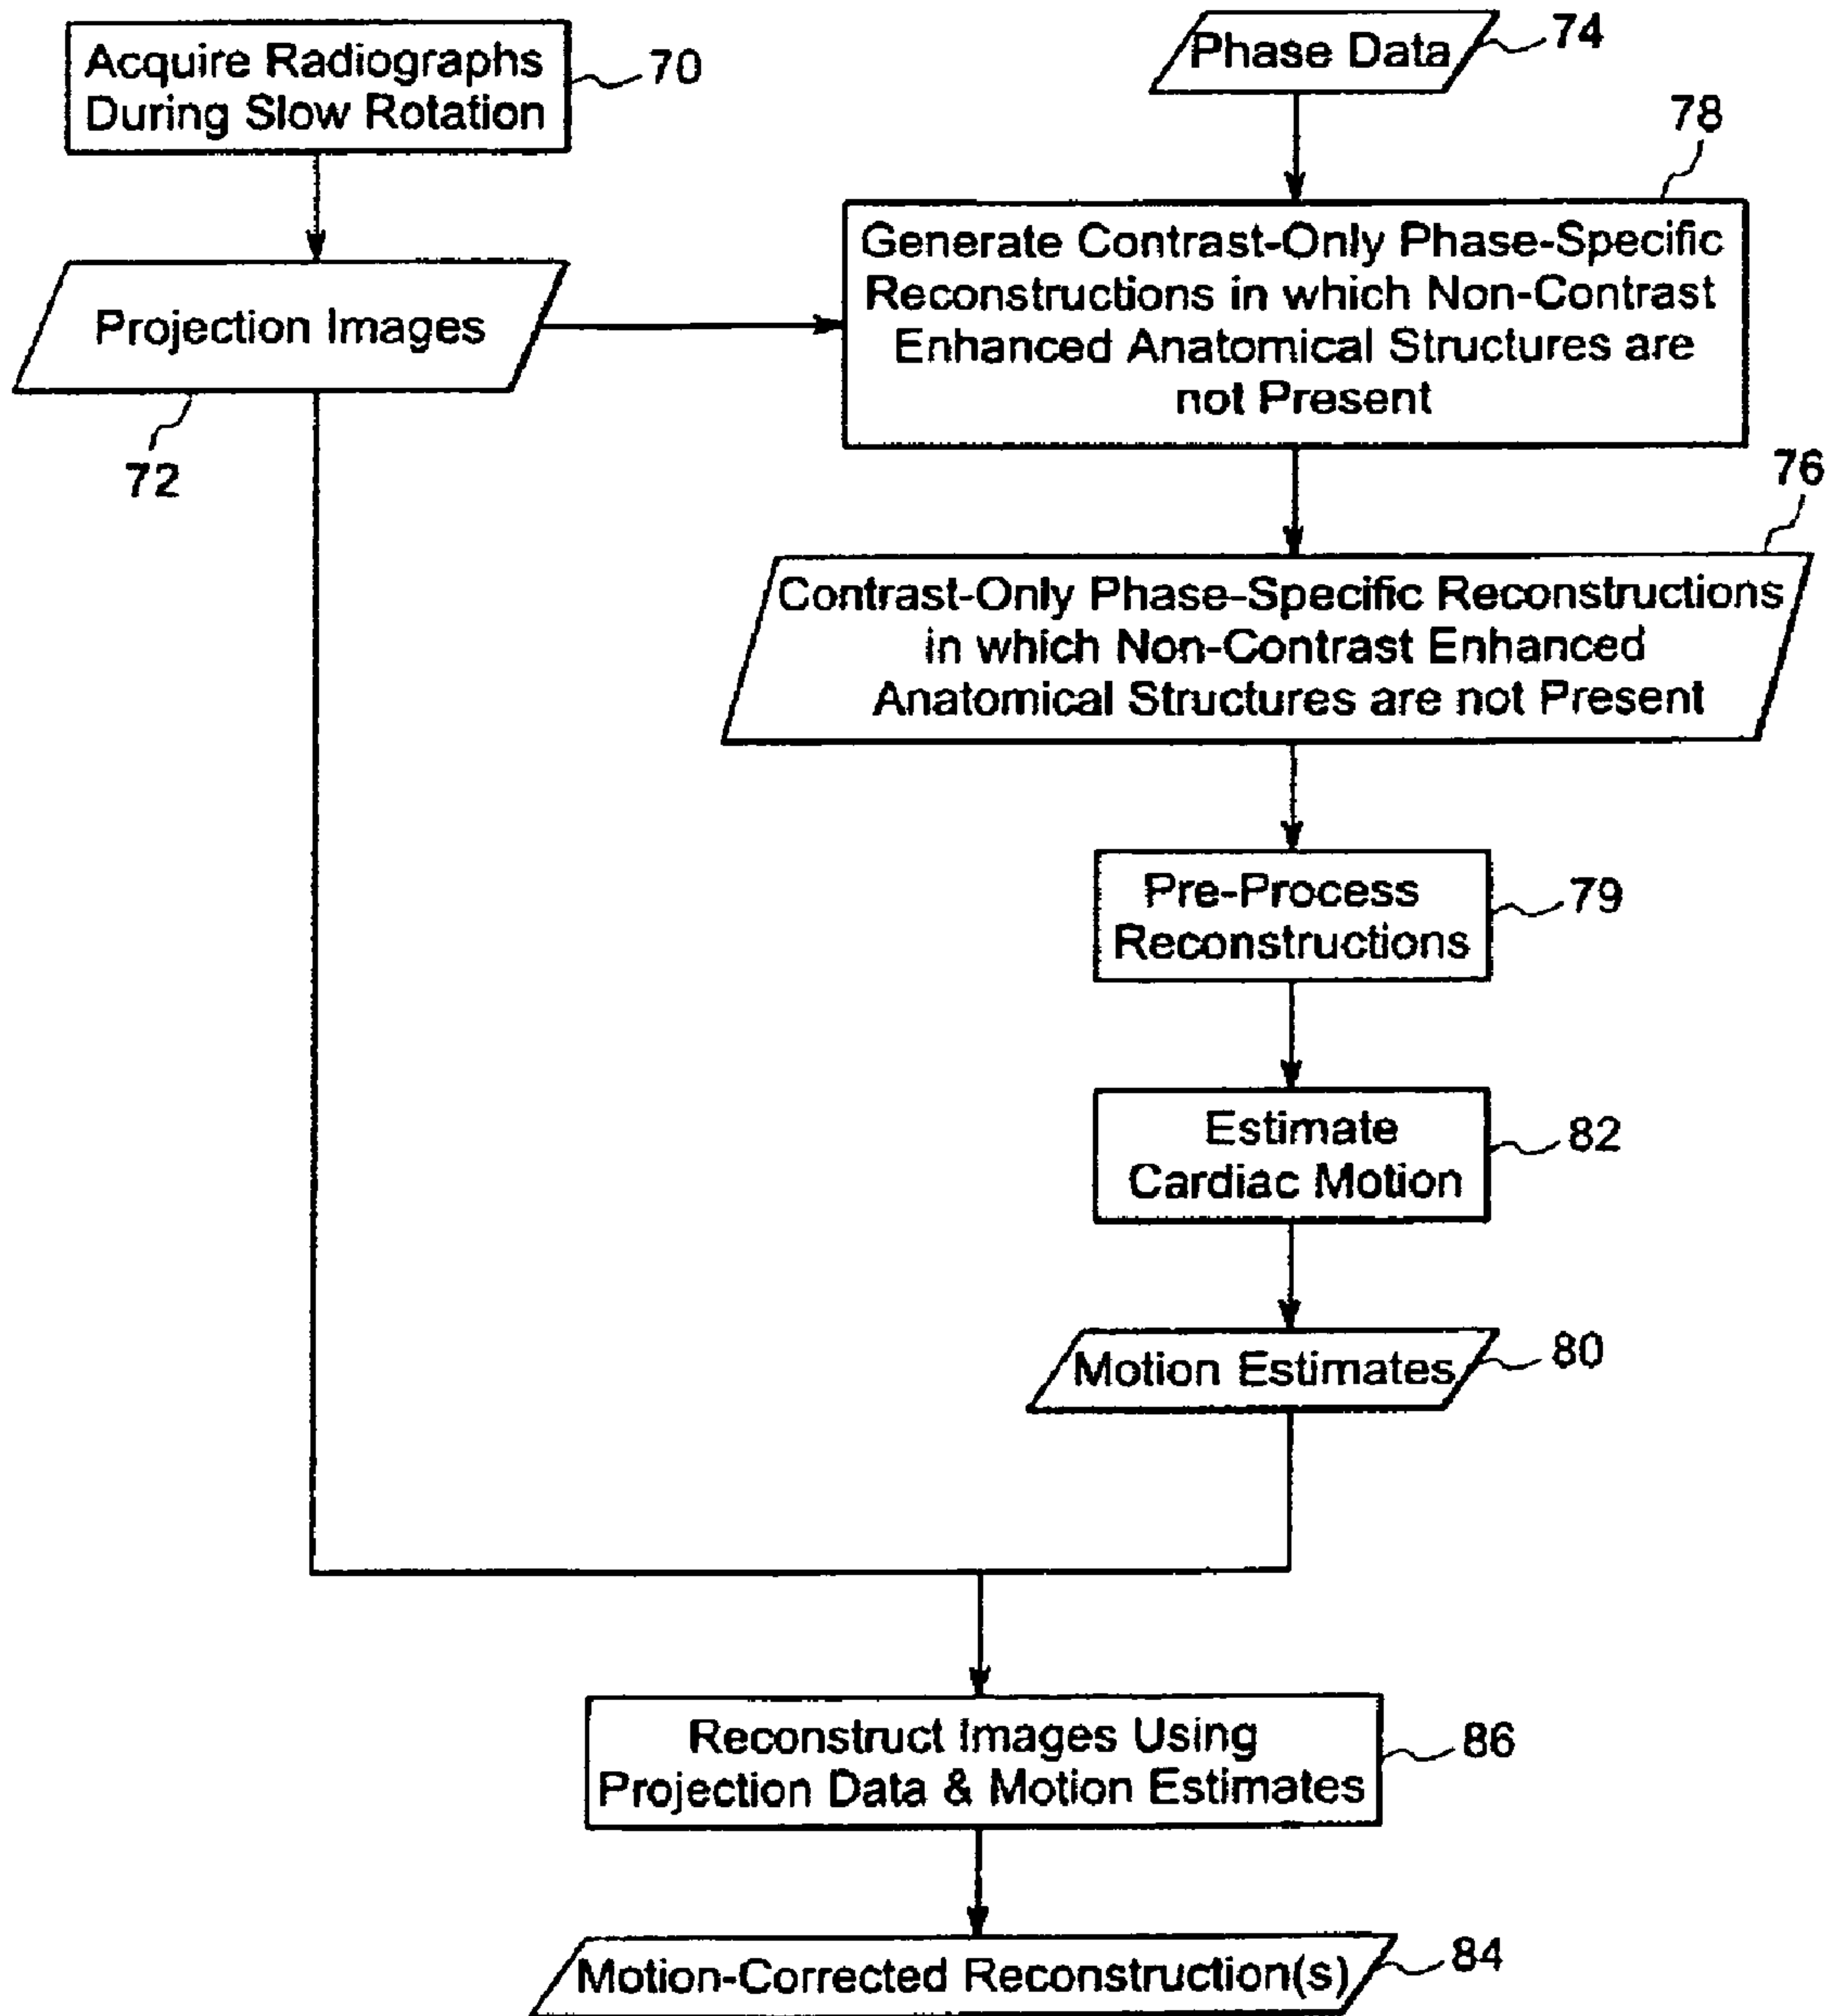 Acquire Radiographs
During Slow Rotation
70
Phase Data
74
78
Projection Images
72
Generate Contrast-Only Phase-Specific
Reconstructions in which Non-Contrast
Enhanced Anatomical Structures are
not Present
76
Contrast-Only Phase-Specific Reconstructions
in which Non-Contrast Enhanced
Anatomical Structures are not Present
Pre-Process
Reconstructions
79
Estimate
Cardiac Motion
82
Motion Estimates
80
Reconstruct Images Using
Projection Data & Motion Estimates
86
Motion-Corrected Reconstruction(s)
84